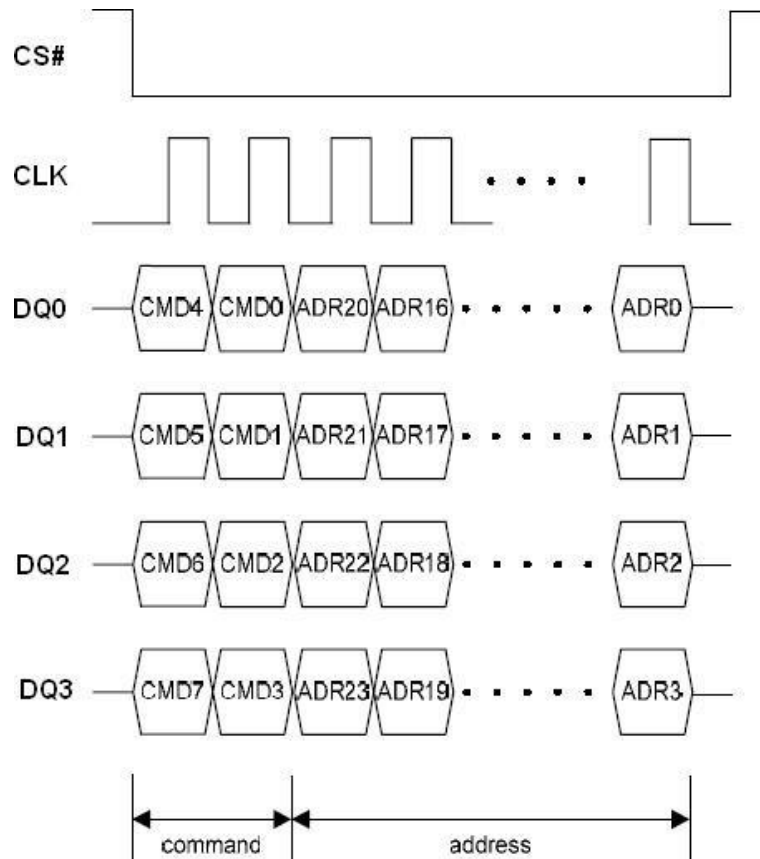 CS#
CLK
DQ0 CMD4 CMD0 ADR20 ADR16 ADR0
DQ1 CMD5 CMD1 ADR21 ADR17 ADR1
DQ2 CMD6 CMD2 ADR22 ADR18 ADR2
DQ3 CMD7 CMD3 ADR23 ADR19 ADR3
command address